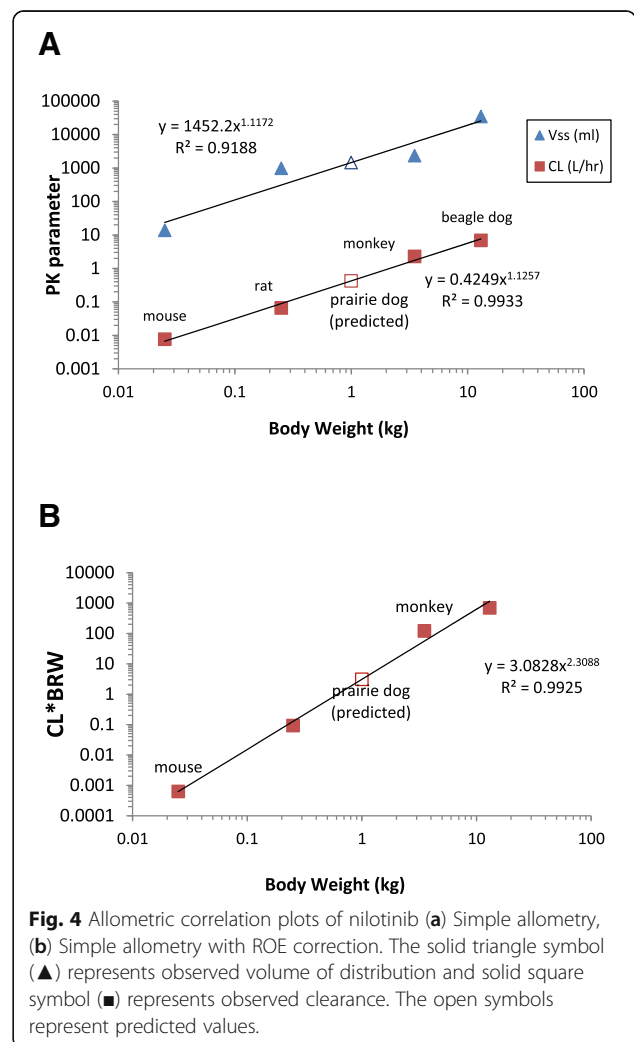 A
y = 1452.2x^1.1172
R² = 0.9188
▲ Vss (ml)
■ CL (L/hr)
PK parameter
100000
10000
1000
100
10
1
0.1
0.01
0.001
mouse
rat
monkey
beagle dog
prairie dog
(predicted)
y = 0.4249x^1.1257
R² = 0.9933
0.01 0.1 1 10 100
Body Weight (kg)
B
CL*BRW
10000
1000
100
10
1
0.1
0.01
0.001
0.0001
mouse
monkey
prairie dog
(predicted)
y = 3.0828x^2.3088
R² = 0.9925
0.01 0.1 1 10 100
Body Weight (kg)
Fig. 4 Allometric correlation plots of nilotinib (a) Simple allometry,
(b) Simple allometry with ROE correction. The solid triangle symbol
(▲) represents observed volume of distribution and solid square
symbol (■) represents observed clearance. The open symbols
represent predicted values.